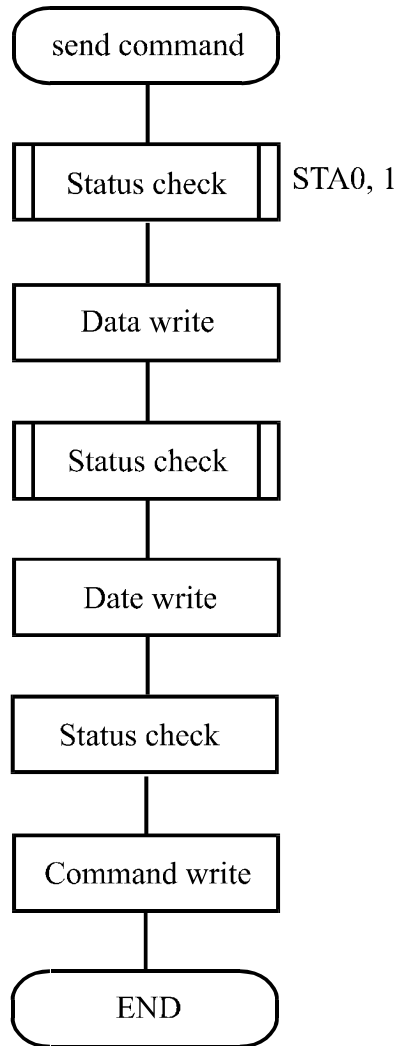 send command
Status check
STA0, 1
Data write
Status check
Date write
Status check
Command write
END